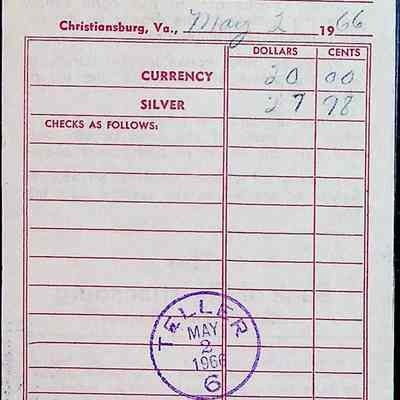 Christiansburg, Va., May 2 1966
DOLLARS CENTS
CURRENCY 20 00
SILVER 27 98
CHECKS AS FOLLOWS:
TELLER
MAY
2
1966
6